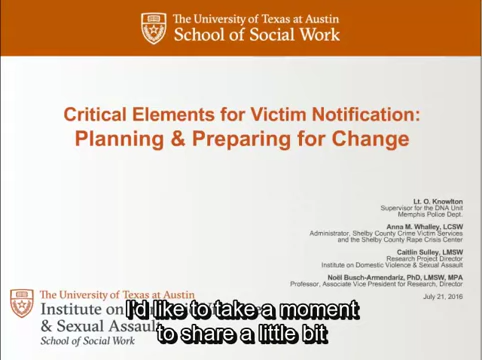 The University of Texas at Austin
School of Social Work
Critical Elements for Victim Notification:
Planning & Preparing for Change
Lt. O. Knowlton
Supervisor for the DNA Unit
Memphis Police Dept.
Anna M. Whalley, LCSW
Administrator, Shelby County Crime Victim Services
and the Shelby County Rape Crisis Center
Caitlin Sulley, LMSW
Research Project Director
Institute on Domestic Violence & Sexual Assault
Noël Busch-Armendariz, PhD, LMSW, MPA
Professor, Associate Vice President for Research, Director
July 21, 2016
The University of Texas at Austin
Institute on
& Sexual Assault
School of Social Work
I'd like to take a moment
to share a little bit